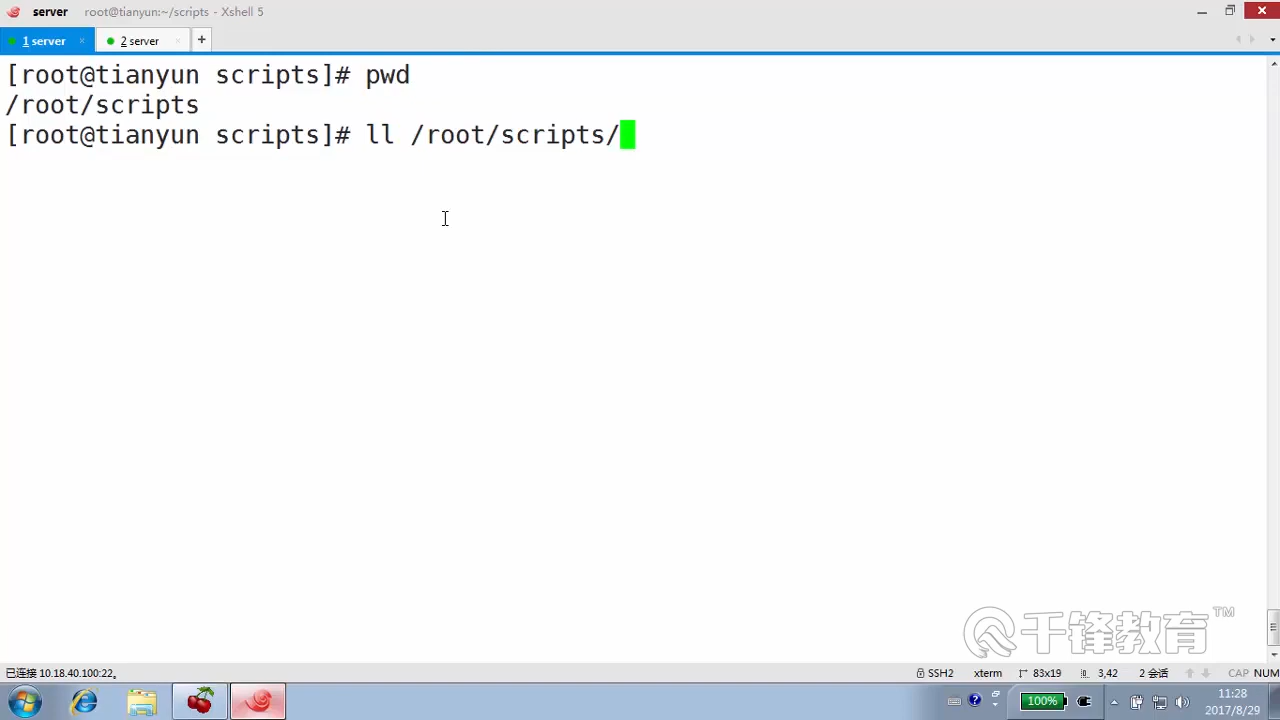 server root@tianyun:~/scripts - Xshell 5
1 server
2 server
+
[root@tianyun scripts]# pwd
/root/scripts
[root@tianyun scripts]# ll /root/scripts/
千锋教育™
已连接 10.18.40.100:22。
SSH2
xterm
83x19
3,42
2 会话
CAP
NUM
100%
11:28
2017/8/29